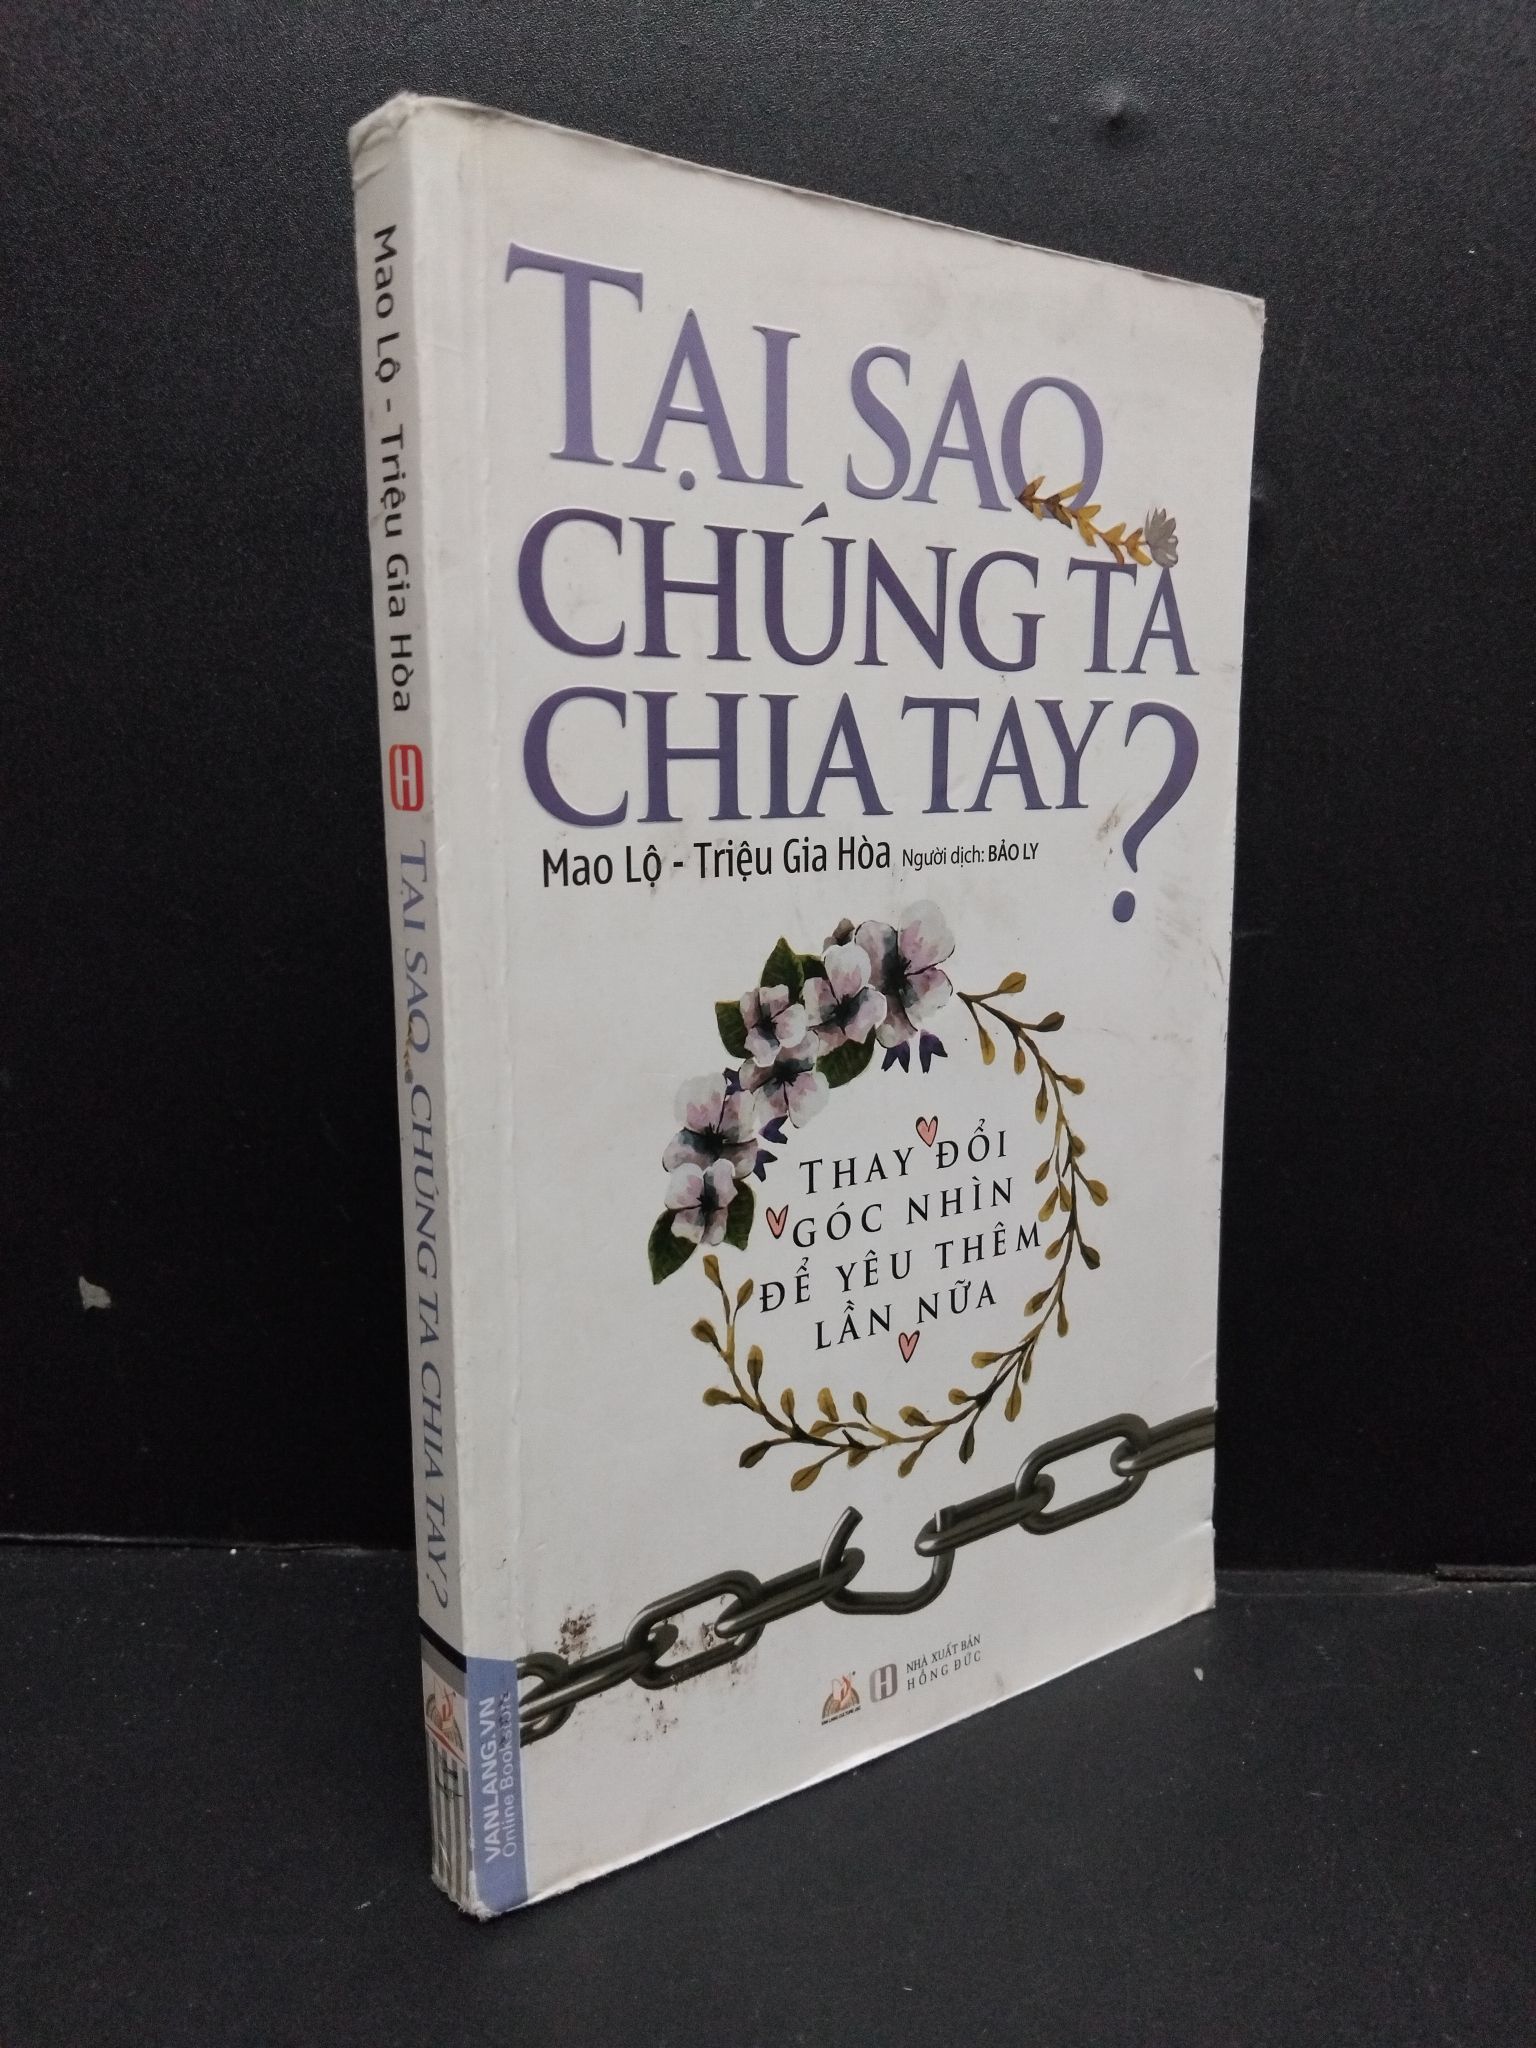 TẠI SAO
CHÚNG TA
CHIA TAY?
Mao Lộ - Triệu Gia Hòa Người dịch: BẢO LY
THAY ĐỔI
GÓC NHÌN
ĐỂ YÊU THÊM
LẦN NỮA
NHÀ XUẤT BẢN
HỒNG ĐỨC
Mao Lộ - Triệu Gia Hòa
TẠI SAO CHÚNG TA CHIA TAY?
VANLANG.VN
Online Bookstore